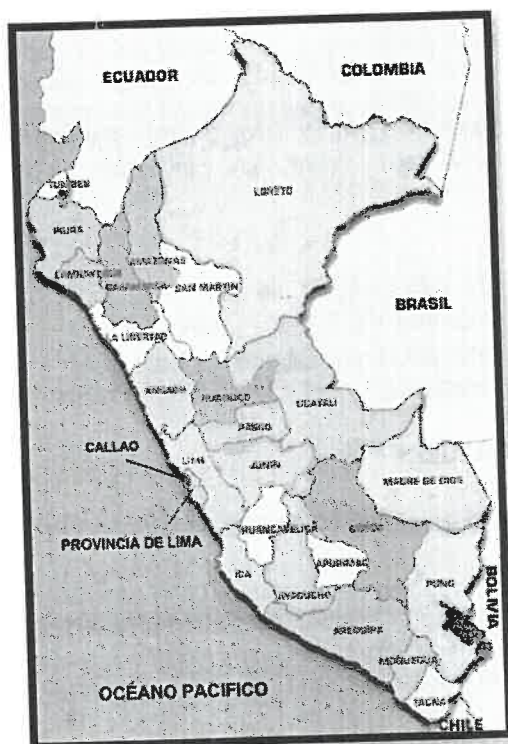 ECUADOR
COLOMBIA
TUMBES
LORETO
PIURA
AMAZONAS
LAMBAYEQUE
CAJAMARCA
SAN MARTIN
BRASIL
LA LIBERTAD
ANCASH
HUANUCO
UCAYALI
PASCO
CALLAO
LIMA
JUNIN
MADRE DE DIOS
PROVINCIA DE LIMA
HUANCAVELICA
CUSCO
APURIMAC
ICA
AYACUCHO
PUNO
BOLIVIA
AREQUIPA
MOQUEGUA
OCÉANO PACIFICO
TACNA
CHILE